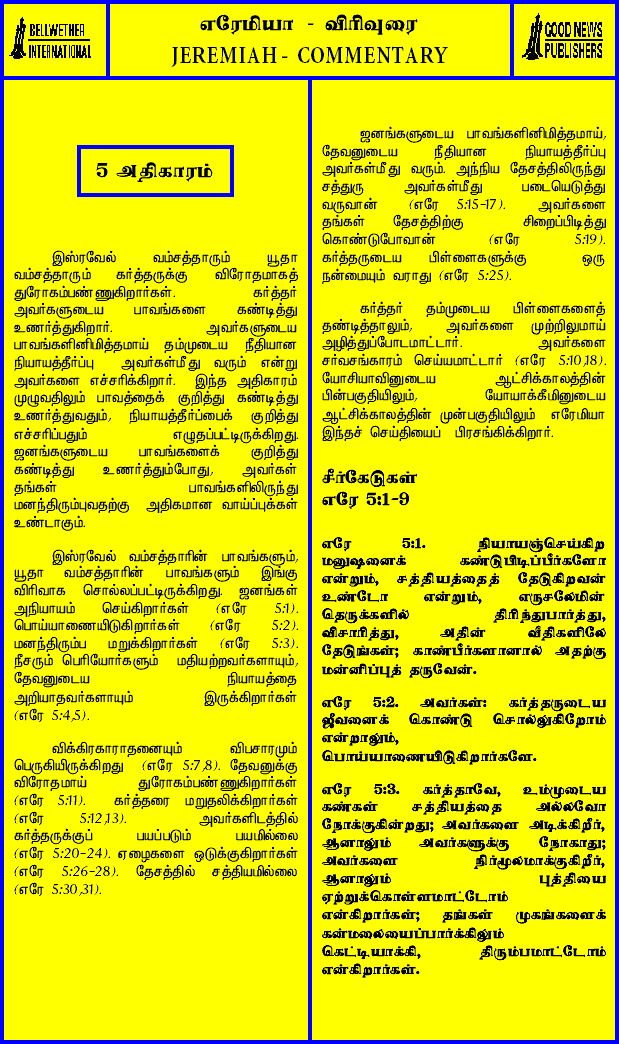 BELLWETHER
INTERNATIONAL
எரேமியா - விரிவுரை
JEREMIAH - COMMENTARY
GOOD NEWS
PUBLISHERS
5 அதிகாரம்
இஸ்ரவேல் வம்சத்தாரும் யூதா
வம்சத்தாரும் கர்த்தருக்கு விரோதமாகத்
துரோகம்பண்ணுகிறார்கள். கர்த்தர்
அவர்களுடைய பாவங்களை கண்டித்து
உணர்த்துகிறார். அவர்களுடைய
பாவங்களினிமித்தமாய் தம்முடைய நீதியான
நியாயத்தீர்ப்பு அவர்கள்மீது வரும் என்று
அவர்களை எச்சரிக்கிறார். இந்த அதிகாரம்
முழுவதிலும் பாவத்தைக் குறித்து கண்டித்து
உணர்த்துவதும், நியாயத்தீர்ப்பைக் குறித்து
எச்சரிப்பதும் எழுதப்பட்டிருக்கிறது.
ஜனங்களுடைய பாவங்களைக் குறித்து
கண்டித்து உணர்த்தும்போது, அவர்கள்
தங்கள் பாவங்களிலிருந்து
மனந்திரும்புவதற்கு அதிகமான வாய்ப்புக்கள்
உண்டாகும்.
இஸ்ரவேல் வம்சத்தாரின் பாவங்களும்,
யூதா வம்சத்தாரின் பாவங்களும் இங்கு
விரிவாக சொல்லப்பட்டிருக்கிறது. ஜனங்கள்
அநியாயம் செய்கிறார்கள் (எரே 5:1).
பொய்யாணையிடுகிறார்கள் (எரே 5:2).
மனந்திரும்ப மறுக்கிறார்கள் (எரே 5:3).
நீசரும் பெரியோர்களும் மதியற்றவர்களாயும்,
தேவனுடைய நியாயத்தை
அறியாதவர்களாயும் இருக்கிறார்கள்
(எரே 5:4,5).
விக்கிரகாராதனையும் விபசாரமும்
பெருகியிருக்கிறது (எரே 5:7,8). தேவனுக்கு
விரோதமாய் துரோகம்பண்ணுகிறார்கள்
(எரே 5:11). கர்த்தரை மறுதலிக்கிறார்கள்
(எரே 5:12,13). அவர்களிடத்தில்
கர்த்தருக்குப் பயப்படும் பயமில்லை
(எரே 5:20-24). ஏழைகளை ஒடுக்குகிறார்கள்
(எரே 5:26-28). தேசத்தில் சத்தியமில்லை
(எரே 5:30,31).
ஜனங்களுடைய பாவங்களினிமித்தமாய்,
தேவனுடைய நீதியான நியாயத்தீர்ப்பு
அவர்கள்மீது வரும். அந்நிய தேசத்திலிருந்து
சத்துரு அவர்கள்மீது படையெடுத்து
வருவான் (எரே 5:15-17). அவர்களை
தங்கள் தேசத்திற்கு சிறைப்பிடித்து
கொண்டுபோவான் (எரே 5:19).
கர்த்தருடைய பிள்ளைகளுக்கு ஒரு
நன்மையும் வராது (எரே 5:25).
கர்த்தர் தம்முடைய பிள்ளைகளைத்
தண்டித்தாலும், அவர்களை முற்றிலுமாய்
அழித்துப்போடமாட்டார். அவர்களை
சர்வசங்காரம் செய்யமாட்டார் (எரே 5:10,18).
யோசியாவினுடைய ஆட்சிக்காலத்தின்
பின்பகுதியிலும், யோயாக்கீமினுடைய
ஆட்சிக்காலத்தின் முன்பகுதியிலும் எரேமியா
இந்தச் செய்தியைப் பிரசங்கிக்கிறார்.
சீர்கேடுகள்
எரே 5:1-9
எரே 5:1. நியாயஞ்செய்கிற
மனுஷனைக் கண்டுபிடிப்பீர்களோ
என்றும், சத்தியத்தைத் தேடுகிறவன்
உண்டோ என்றும், எருசலேமின்
தெருக்களில் திரிந்துபார்த்து,
விசாரித்து, அதின் வீதிகளிலே
தேடுங்கள்; காண்பீர்களானால் அதற்கு
மன்னிப்புத் தருவேன்.
எரே 5:2. அவர்கள்: கர்த்தருடைய
ஜீவனைக் கொண்டு சொல்லுகிறோம்
என்றாலும்,
பொய்யாணையிடுகிறார்களே.
எரே 5:3. கர்த்தாவே, உம்முடைய
கண்கள் சத்தியத்தை அல்லவோ
நோக்குகின்றது; அவர்களை அடிக்கிறீர்,
ஆனாலும் அவர்களுக்கு நோகாது;
அவர்களை நிர்மூலமாக்குகிறீர்,
ஆனாலும் புத்தியை
ஏற்றுக்கொள்ளமாட்டோம்
என்கிறார்கள்; தங்கள் முகங்களைக்
கன்மலையைப்பார்க்கிலும்
கெட்டியாக்கி, திரும்பமாட்டோம்
என்கிறார்கள்.